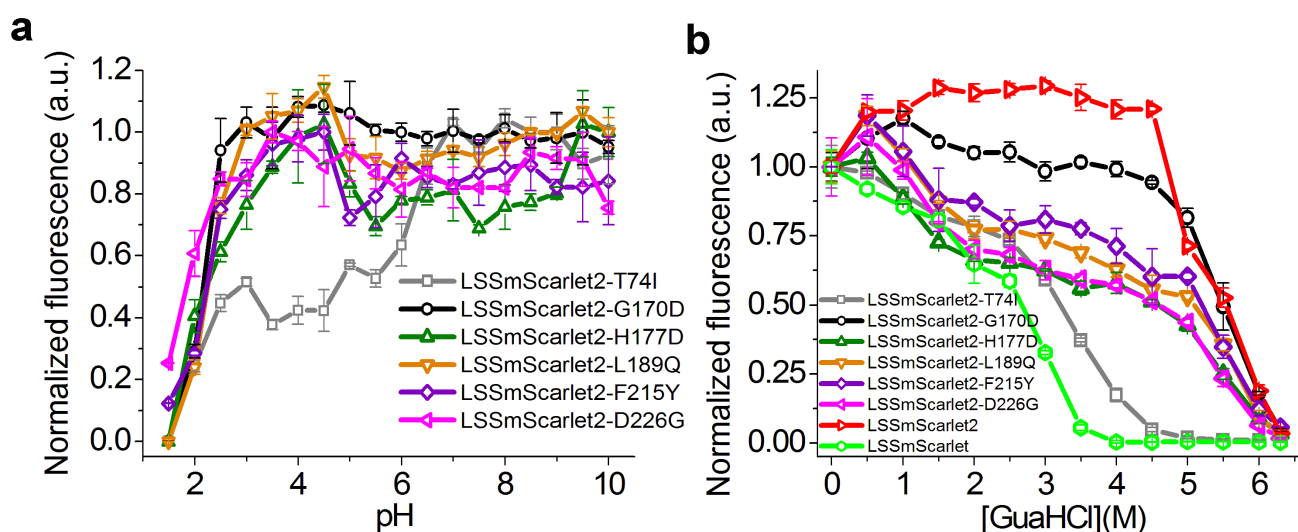 a
Normalized fluorescence (a.u.)
1.2
1.0
0.8
0.6
0.4
0.2
0.0
2
4
6
8
10
pH
LSSmScarlet2-T74I
LSSmScarlet2-G170D
LSSmScarlet2-H177D
LSSmScarlet2-L189Q
LSSmScarlet2-F215Y
LSSmScarlet2-D226G
b
Normalized fluorescence (a.u.)
1.25
1.00
0.75
0.50
0.25
0.00
0
1
2
3
4
5
6
[GuaHCl](M)
LSSmScarlet2-T74I
LSSmScarlet2-G170D
LSSmScarlet2-H177D
LSSmScarlet2-L189Q
LSSmScarlet2-F215Y
LSSmScarlet2-D226G
LSSmScarlet2
LSSmScarlet